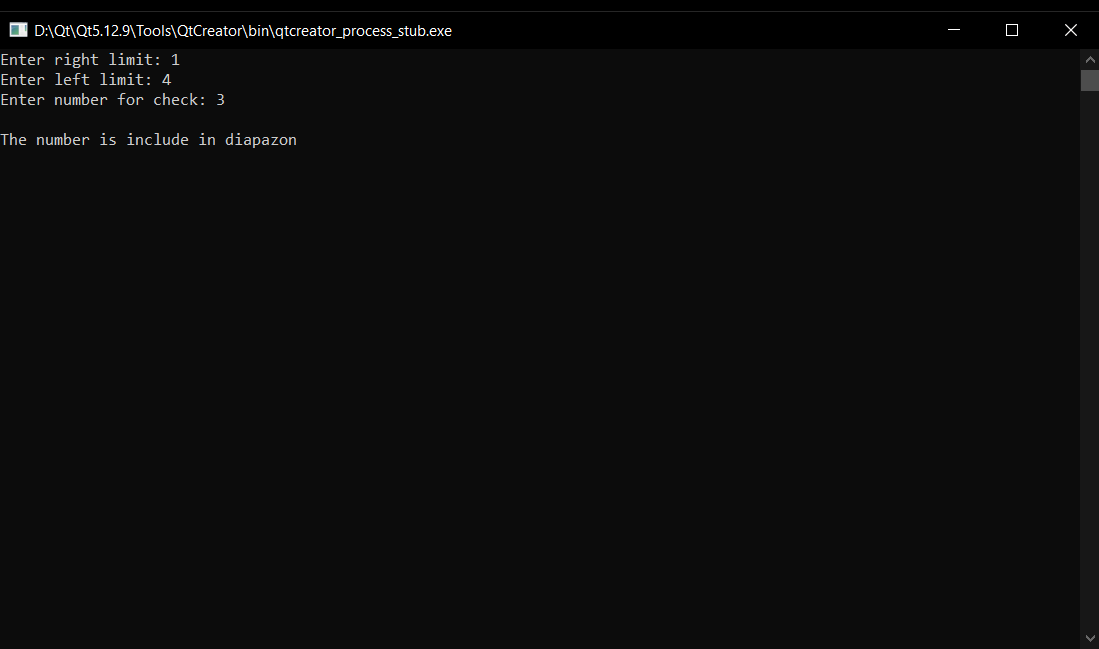 D:\Qt\Qt5.12.9\Tools\QtCreator\bin\qtcreator_process_stub.exe
Enter right limit: 1
Enter left limit: 4
Enter number for check: 3
The number is include in diapazon